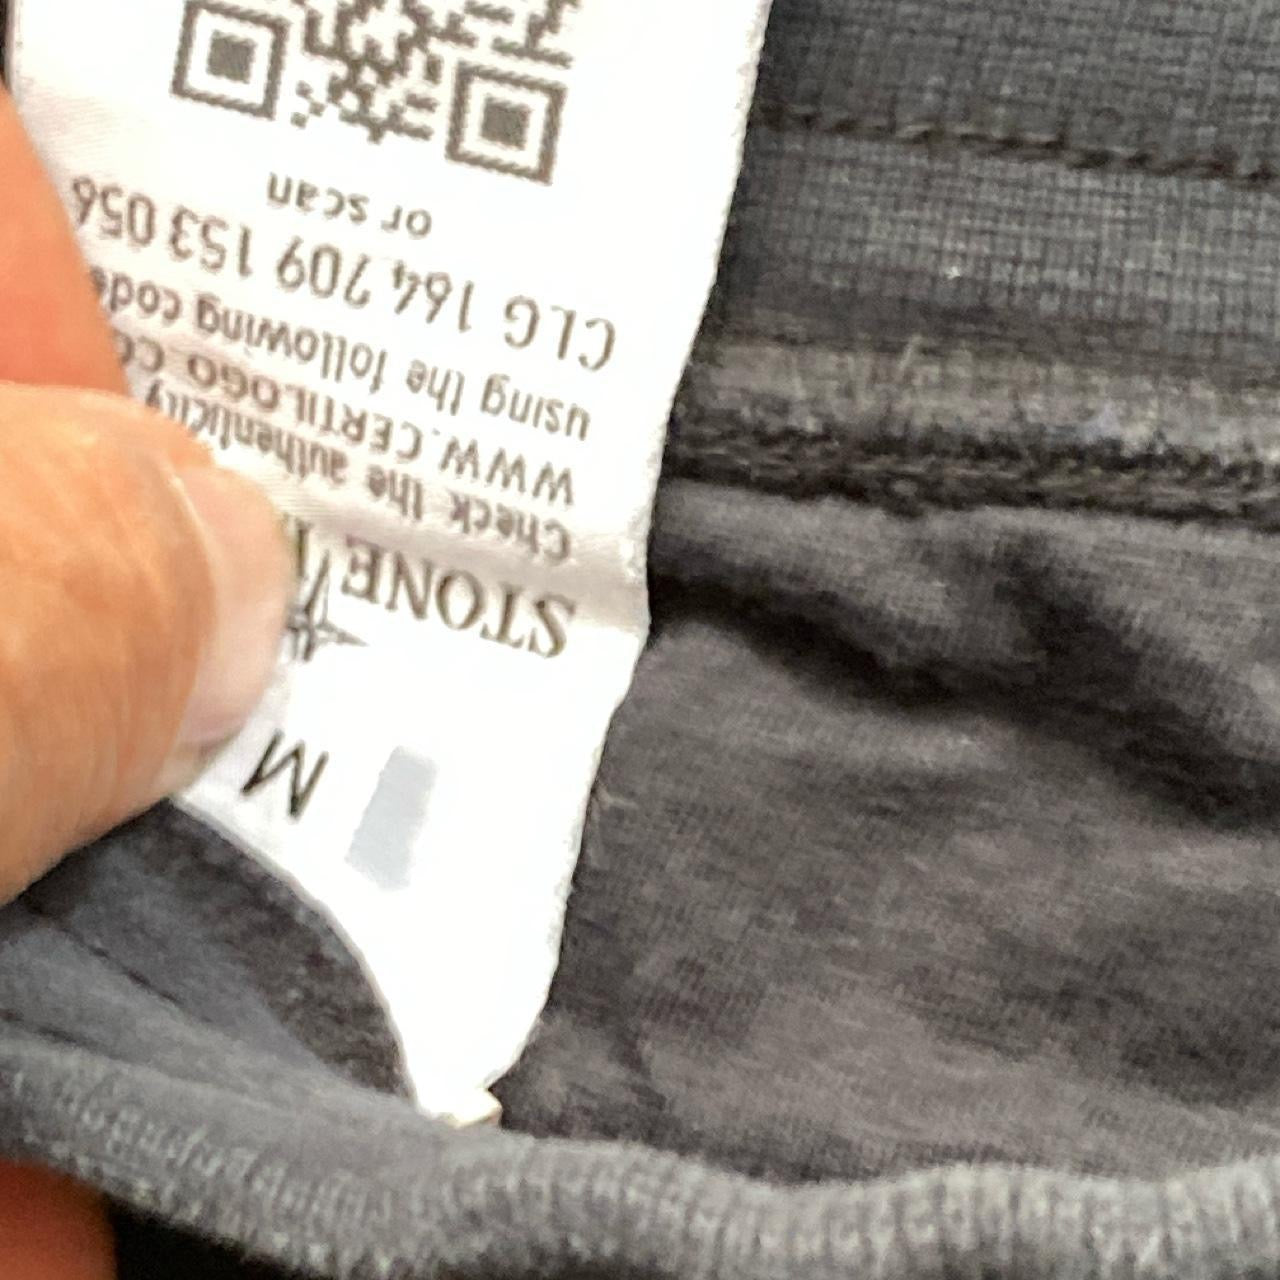 M
STONE
Check the authenticity
WWW.CERTILOGO.CO
using the following code
CLG 164 709 153 056
or scan